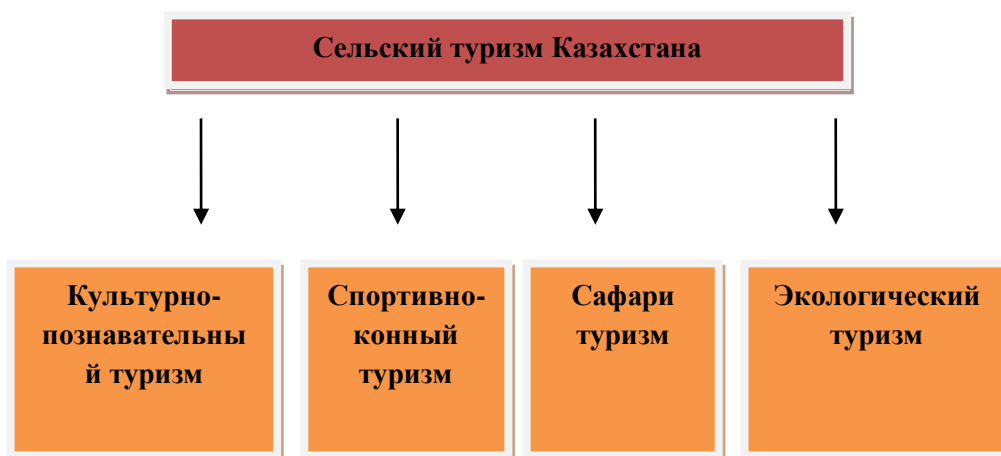 Сельский туризм Казахстана
Культурно-
познавательны
й туризм
Спортивно-
конный
туризм
Сафари
туризм
Экологический
туризм